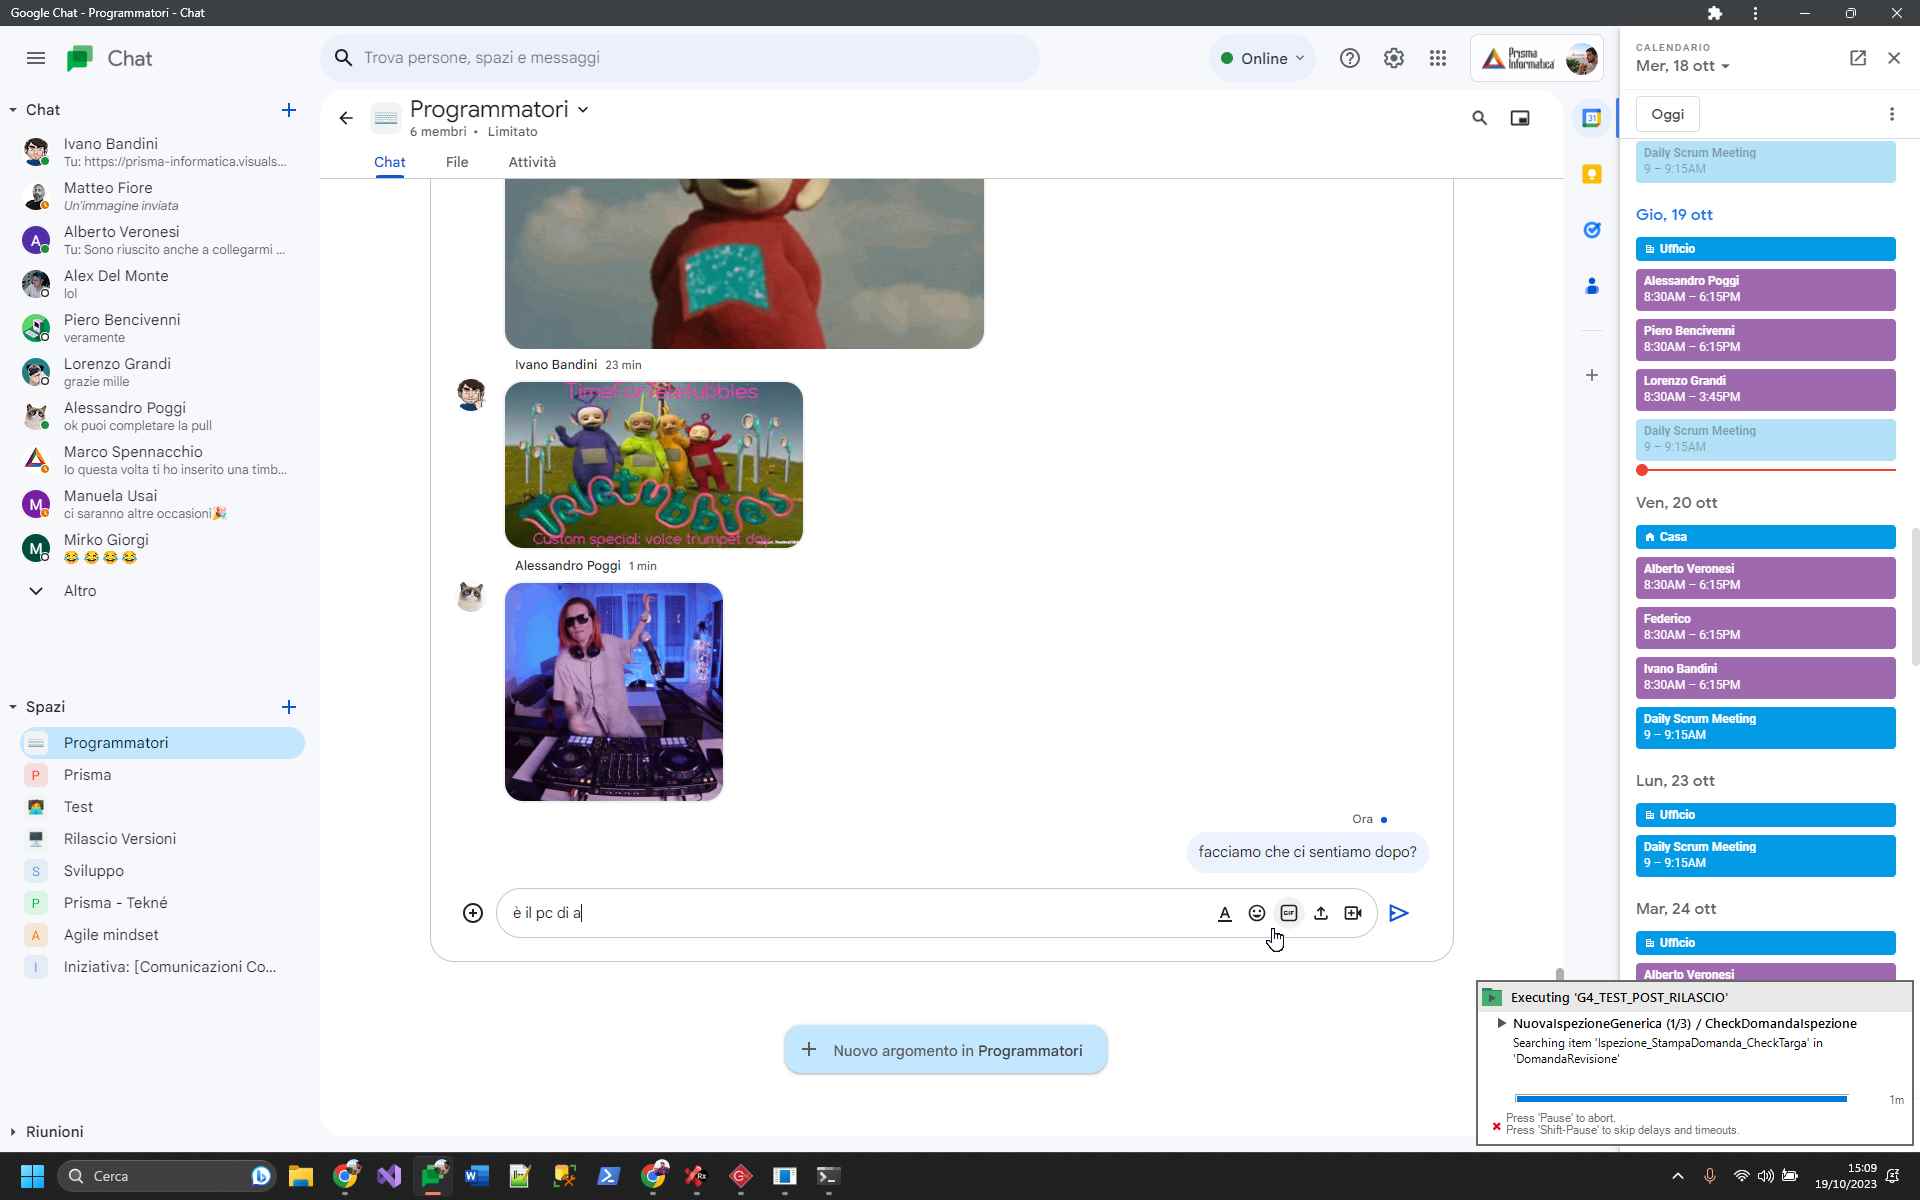 Google Chat - Programmatori - Chat
Chat
Trova persone, spazi e messaggi
Online
Prisma Informatica
Chat
Ivano Bandini
Tu: https://prisma-informatica.visuals...
Matteo Fiore
Un'immagine inviata
A
Alberto Veronesi
Tu: Sono riuscito anche a collegarmi ...
Alex Del Monte
lol
Piero Bencivenni
veramente
Lorenzo Grandi
grazie mille
Alessandro Poggi
ok puoi completare la pull
Marco Spennacchio
Io questa volta ti ho inserito una timb...
M
Manuela Usai
ci saranno altre occasioni🎉
M
Mirko Giorgi
😂 😂 😂 😂
Altro
Spazi
Programmatori
P Prisma
Test
Rilascio Versioni
S Sviluppo
P Prisma - Tekné
A Agile mindset
I Iniziativa: [Comunicazioni Co...
Riunioni
Programmatori
6 membri • Limitato
Chat File Attività
Ivano Bandini 23 min
TimeForTeletubbies
Teletubbies
Custom special: voice trumpet day
Alessandro Poggi 1 min
Ora
facciamo che ci sentiamo dopo?
è il pc di a
A GIF
Nuovo argomento in Programmatori
31
CALENDARIO
Mer, 18 ott
Oggi
Daily Scrum Meeting
9 – 9:15AM
Gio, 19 ott
Ufficio
Alessandro Poggi
8:30AM – 6:15PM
Piero Bencivenni
8:30AM – 6:15PM
Lorenzo Grandi
8:30AM – 3:45PM
Daily Scrum Meeting
9 – 9:15AM
Ven, 20 ott
Casa
Alberto Veronesi
8:30AM – 6:15PM
Federico
8:30AM – 6:15PM
Ivano Bandini
8:30AM – 6:15PM
Daily Scrum Meeting
9 – 9:15AM
Lun, 23 ott
Ufficio
Daily Scrum Meeting
9 – 9:15AM
Mar, 24 ott
Ufficio
Alberto Veronesi
Executing 'G4_TEST_POST_RILASCIO'
NuovaIspezioneGenerica (1/3) / CheckDomandaIspezione
Searching item 'Ispezione_StampaDomanda_CheckTarga' in
'DomandaRevisione'
1m
Press 'Pause' to abort.
Press 'Shift-Pause' to skip delays and timeouts.
Cerca
15:09
19/10/2023